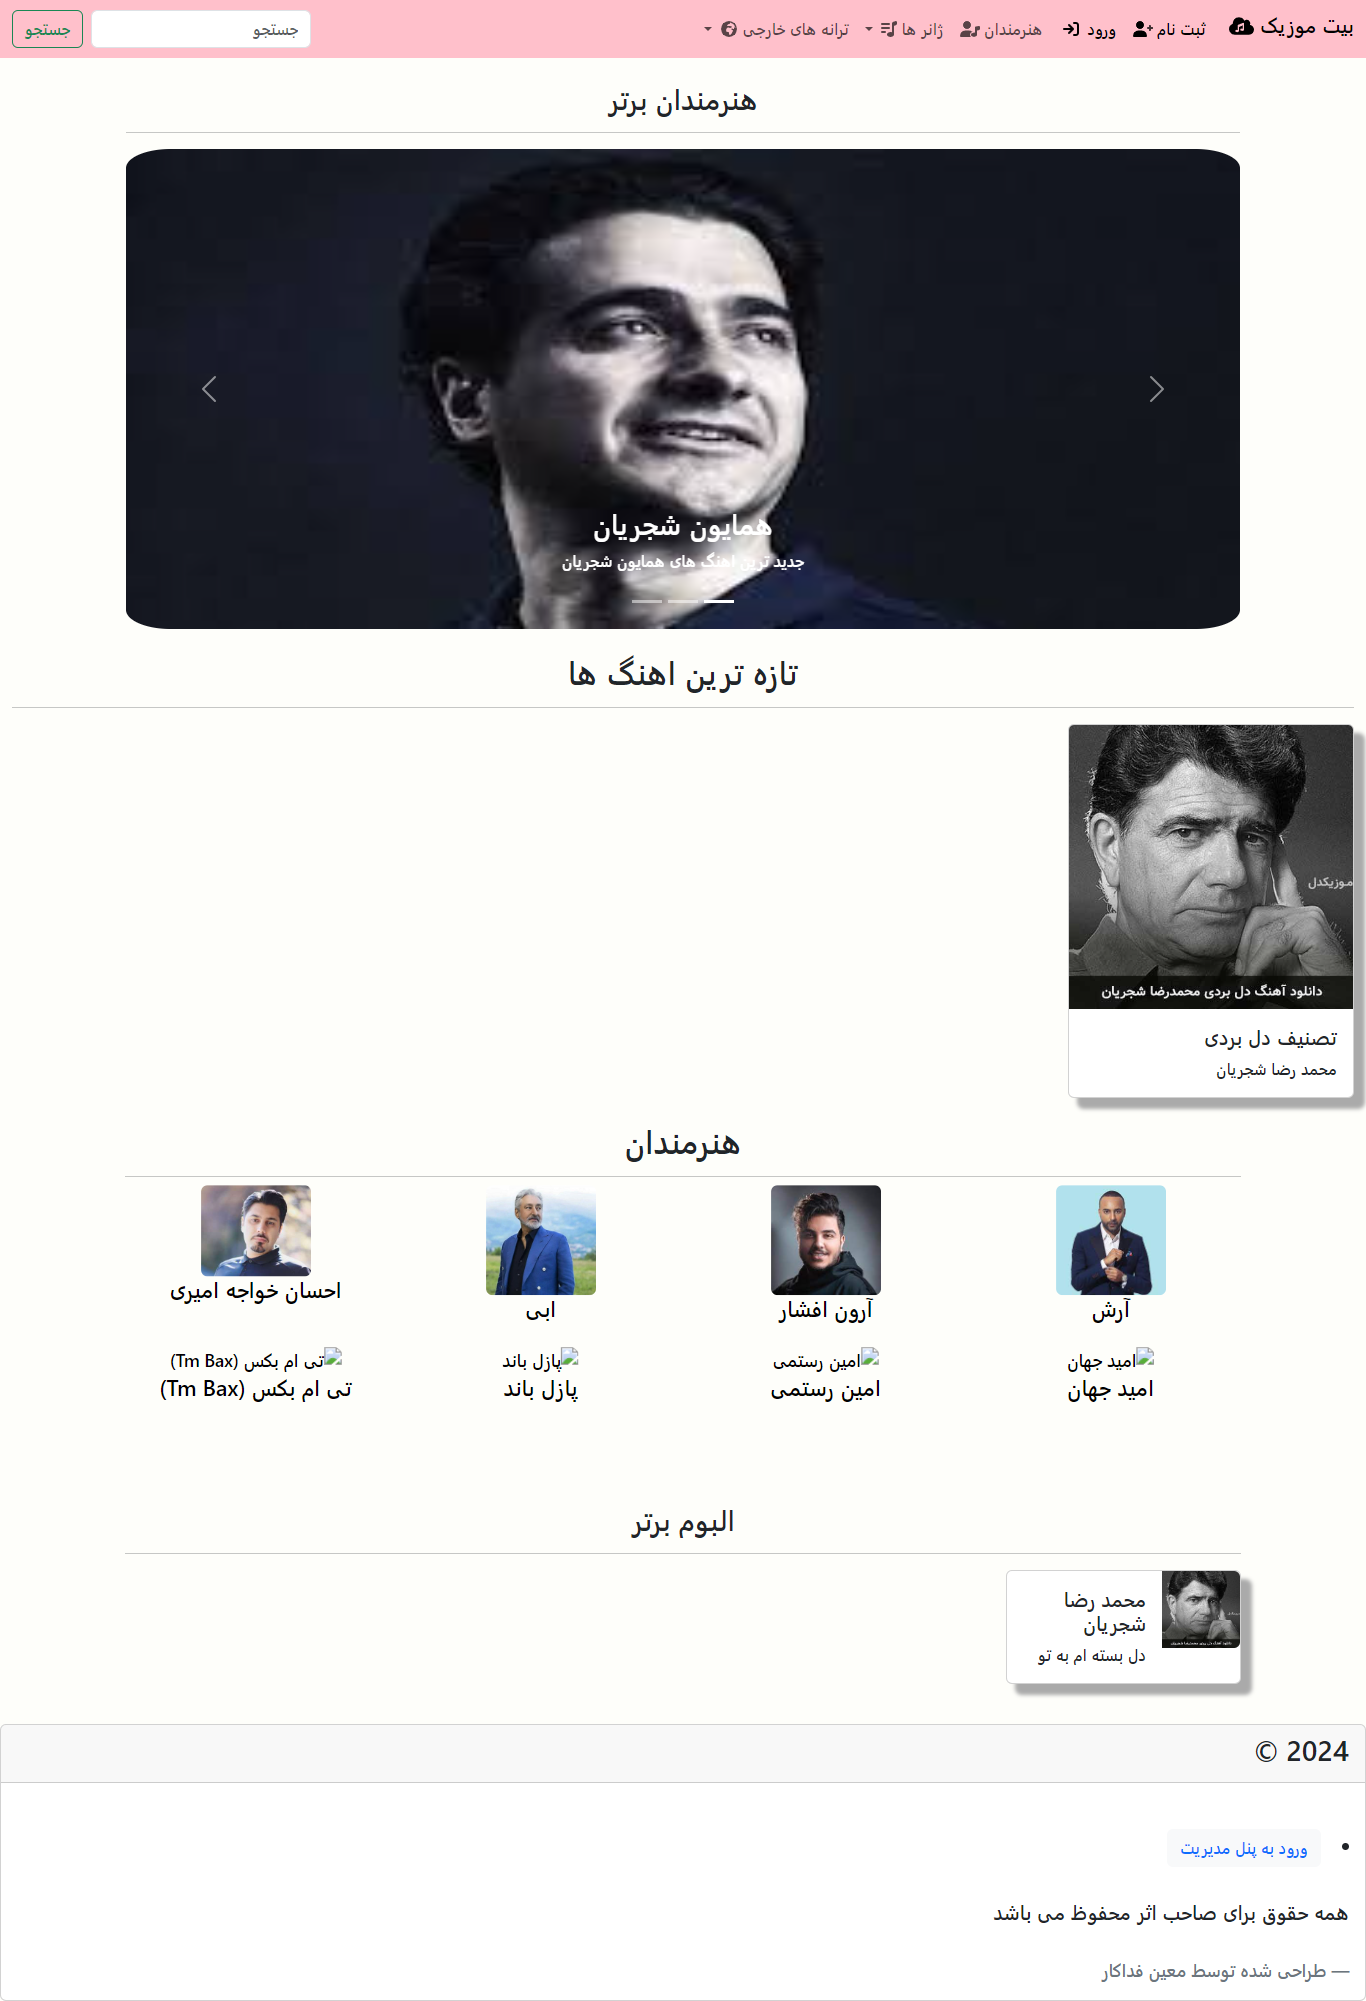 بیت موزیک
ثبت نام
ورود
هنرمندان
ژانر ها
ترانه های خارجی
جستجو
جستجو
هنرمندان برتر
همایون شجریان
جدید ترین اهنگ های همایون شجریان
تازه ترین اهنگ ها
موزیکدل
دانلود آهنگ دل بردی محمدرضا شجریان
تصنیف دل بردی
محمد رضا شجریان
هنرمندان
آرش
آرون افشار
ابی
احسان خواجه امیری
امید جهان
امین رستمی
پازل باند
تی ام بکس (Tm Bax)
امید جهان
امین رستمی
پازل باند
تی ام بکس (Tm Bax)
البوم برتر
محمد رضا
شجریان
دل بسته ام به تو
© 2024
ورود به پنل مدیریت
همه حقوق برای صاحب اثر محفوظ می باشد
— طراحی شده توسط معین فداکار